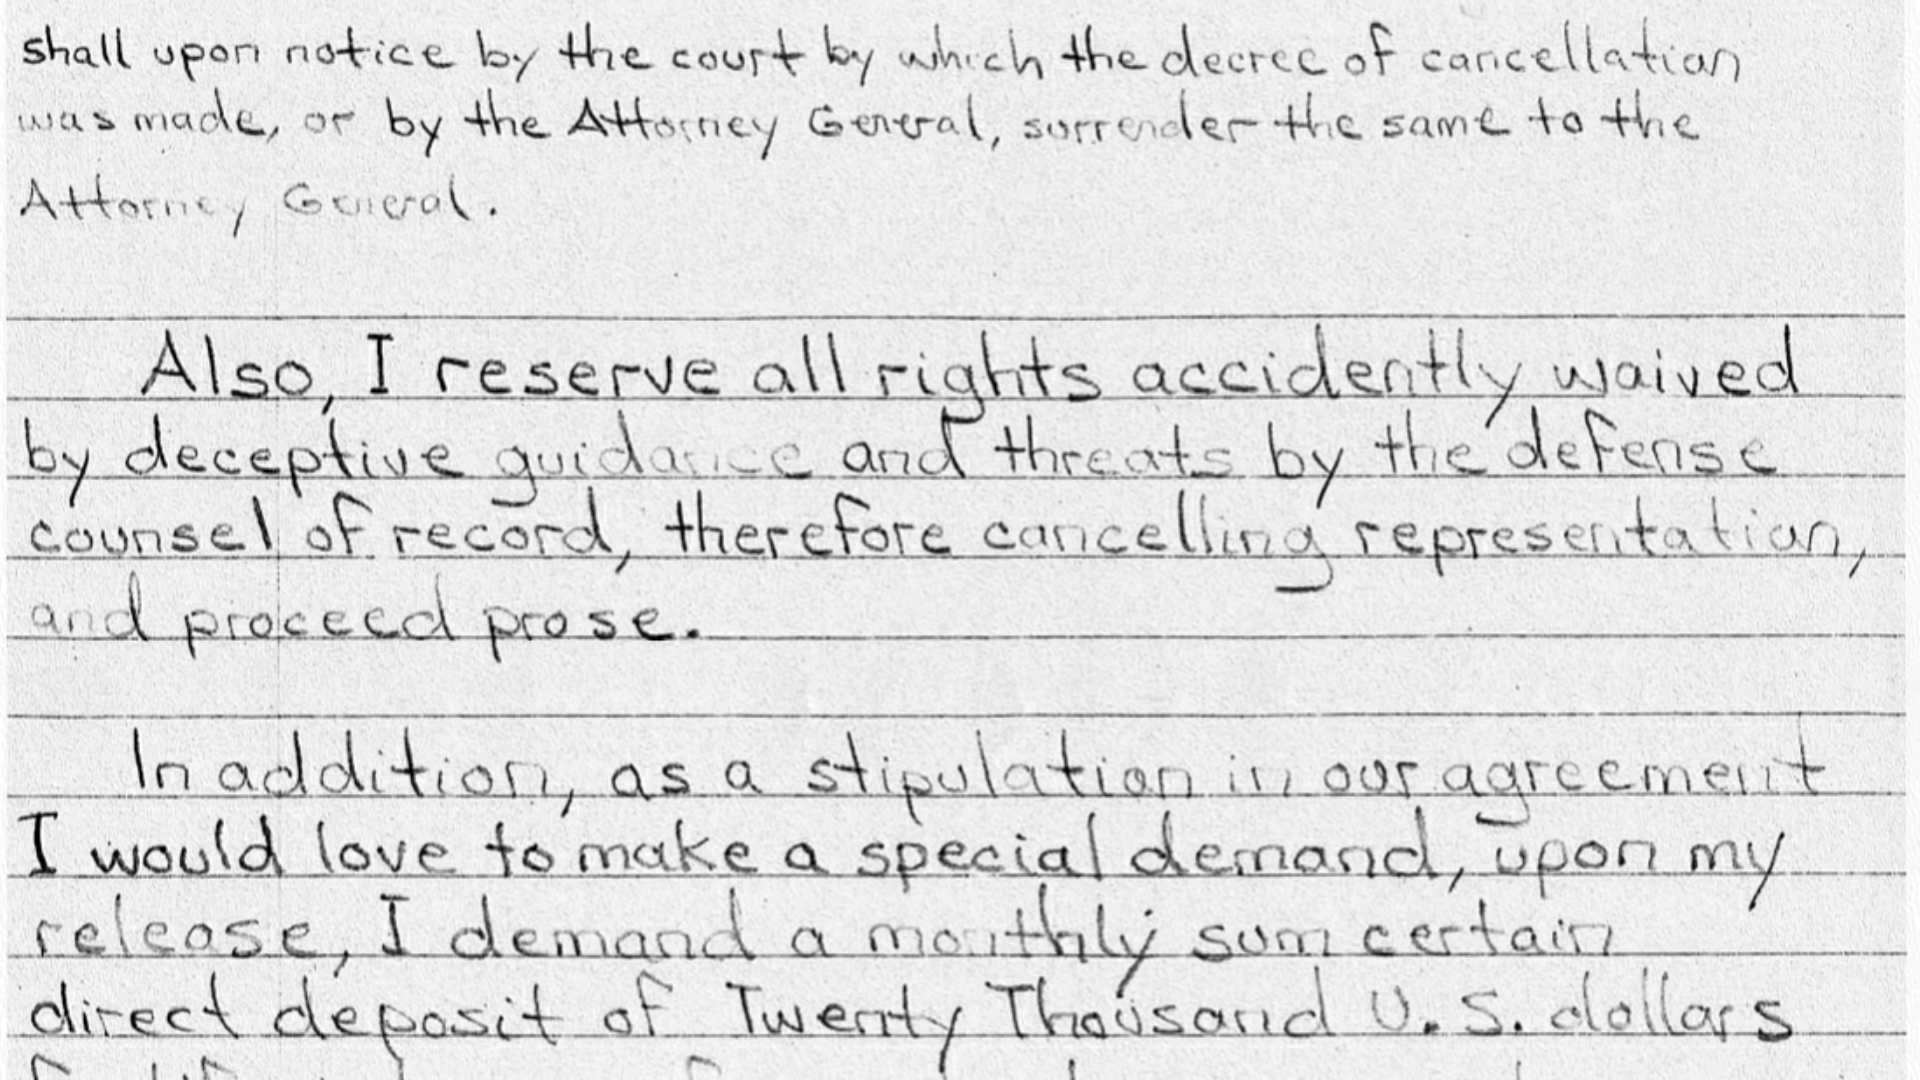 shall upon notice by the court by which the decree of cancellation
was made, or by the Attorney General, surrender the same to the
Attorney General.
Also, I reserve all rights accidently waived
by deceptive guidance and threats by the defense
counsel of record, therefore cancelling representation,
and proceed prose.
In addition, as a stipulation in our agreement
I would love to make a special demand, upon my
release, I demand a monthly sum certain
direct deposit of Twenty Thousand U.S. dollars